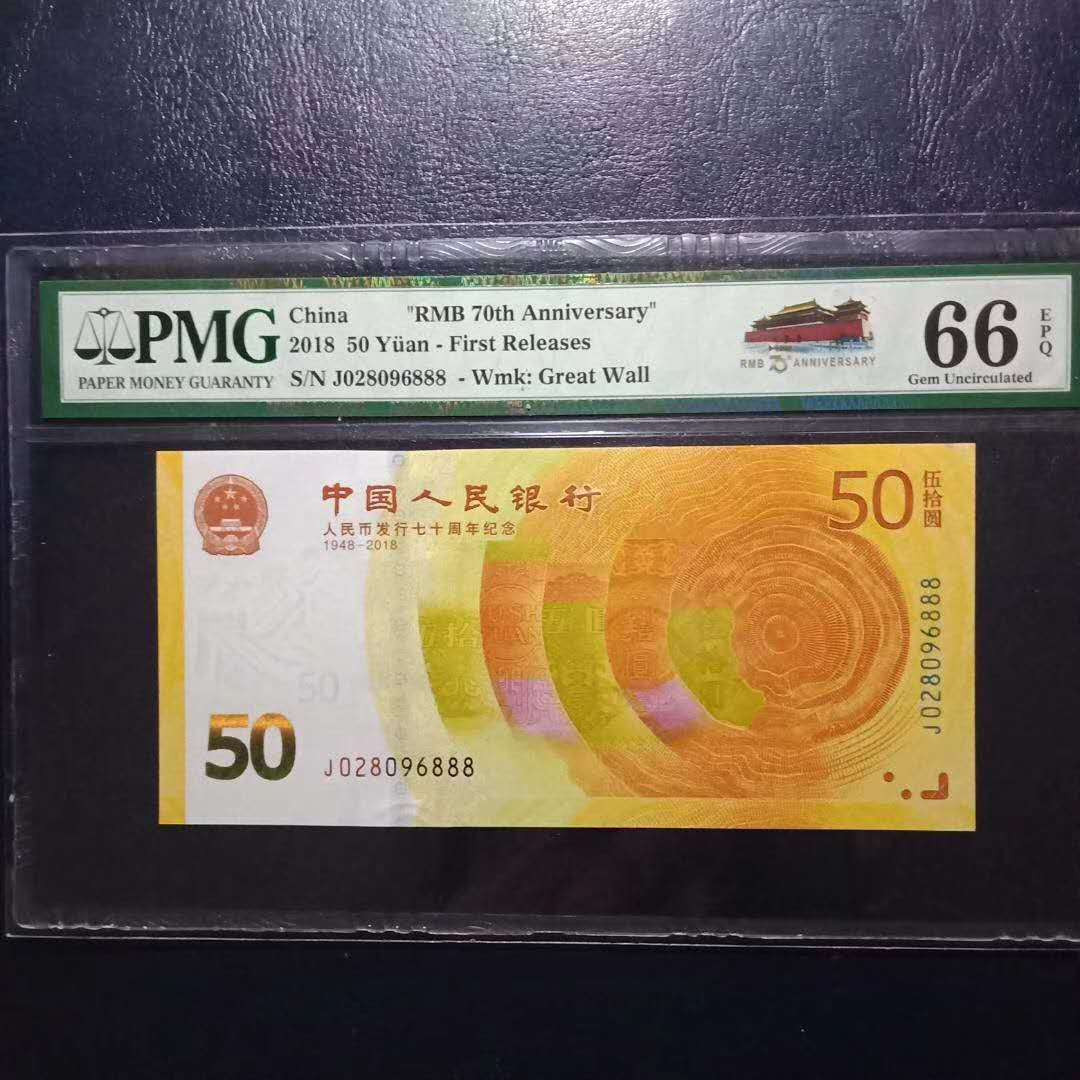 PMG
PAPER MONEY GUARANTY
China "RMB 70th Anniversary"
2018 50 Yüan - First Releases
S/N J028096888 - Wmk: Great Wall
RMB 70th ANNIVERSARY
66
EPQ
Gem Uncirculated
中国人民银行
人民币发行七十周年纪念
1948-2018
50
伍拾圆
J028096888
50
50
J028096888